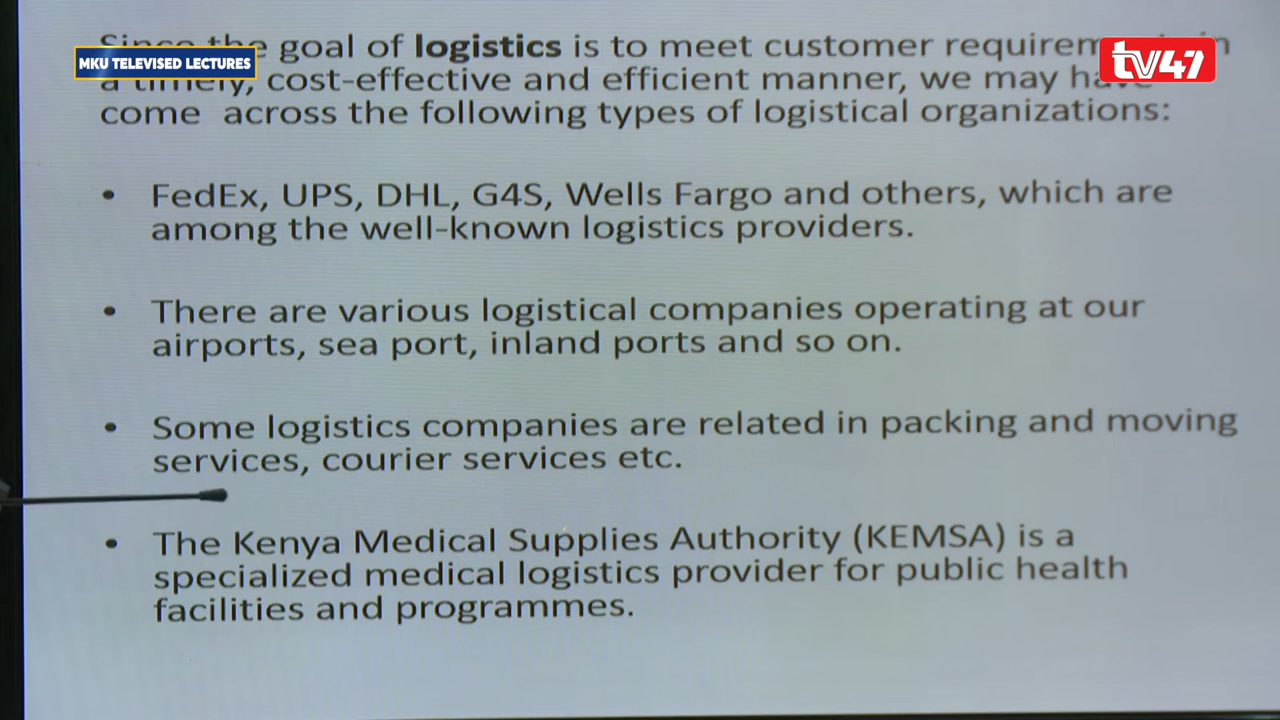 Since the goal of logistics is to meet customer requirements in
MKU TELEVISED LECTURES
tv47
a timely, cost-effective and efficient manner, we may have
come across the following types of logistical organizations:
• FedEx, UPS, DHL, G4S, Wells Fargo and others, which are
among the well-known logistics providers.
• There are various logistical companies operating at our
airports, sea port, inland ports and so on.
• Some logistics companies are related in packing and moving
services, courier services etc.
• The Kenya Medical Supplies Authority (KEMSA) is a
specialized medical logistics provider for public health
facilities and programmes.